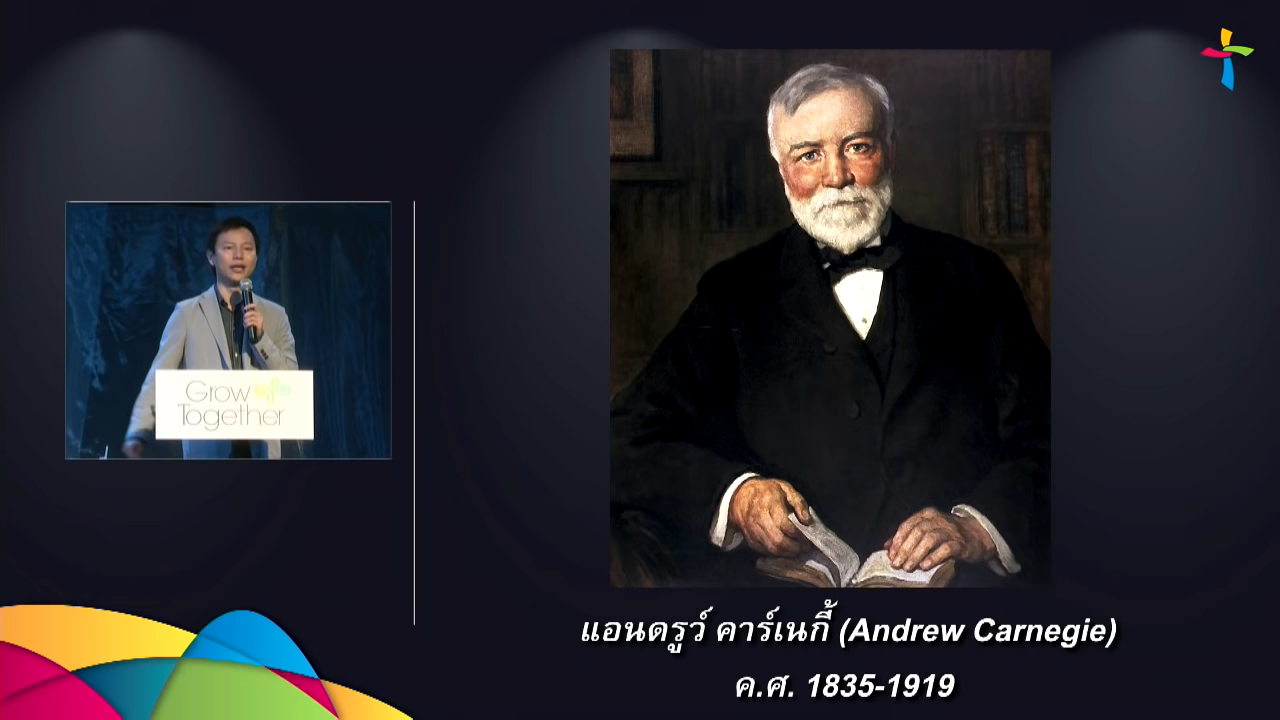 Grow
Together
แอนดรูว์ คาร์เนกี้ (Andrew Carnegie)
ค.ศ. 1835-1919